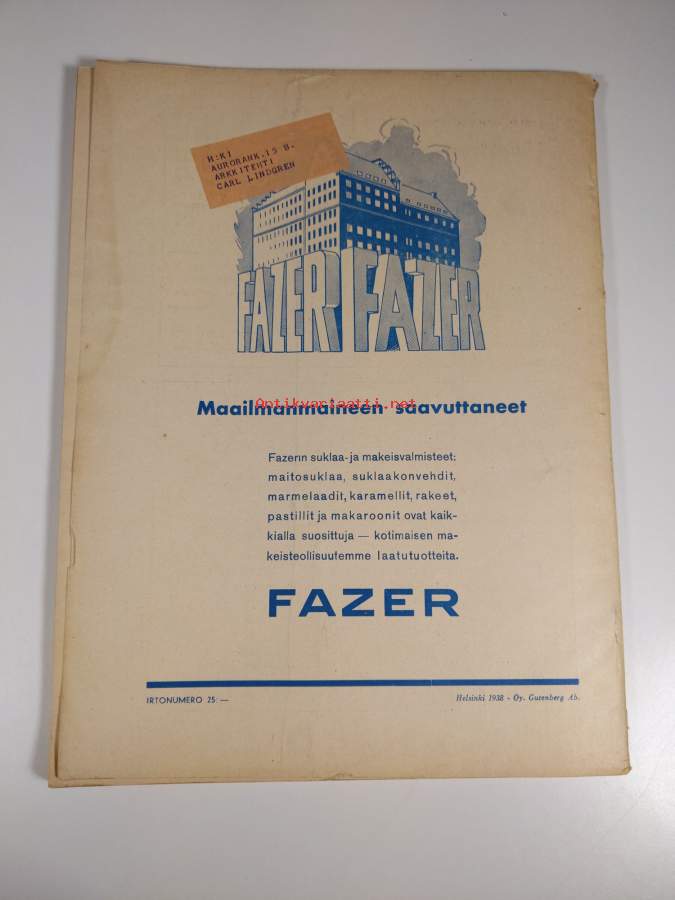 H:KI
AURORANK.15 B.
ARKKITEHTI
CARL LINDGREN
FAZER FAZER
Maailmanmaineen saavuttaneet
Antikvariaatti.net
Fazerin suklaa- ja makeisvalmisteet:
maitosuklaa, suklaakonvehdit,
marmelaadit, karamellit, rakeet,
pastillit ja makaroonit ovat kaik-
kialla suosittuja — kotimaisen ma-
keisteollisuutemme laatutuotteita.
FAZER
IRTONUMERO 25: —
Helsinki 1938 - Oy. Gutenberg Ab.